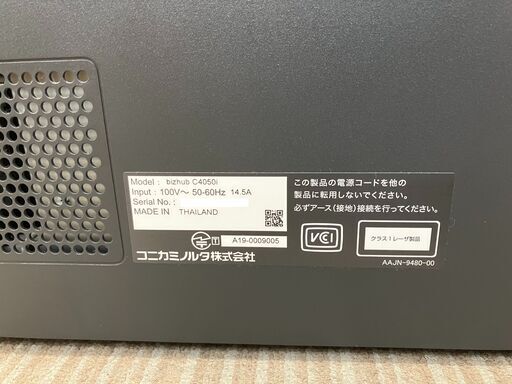 Model : bizhub C4050i
Input : 100V～ 50-60Hz 14.5A
Serial No. :
MADE IN THAILAND
A19-0009005
コニカミノルタ株式会社
この製品の電源コードを他の
製品に転用しないでください。
必ずアース（接地）接続を行ってください。
VCI
クラス1レーザ製品
AAJN-9480-00